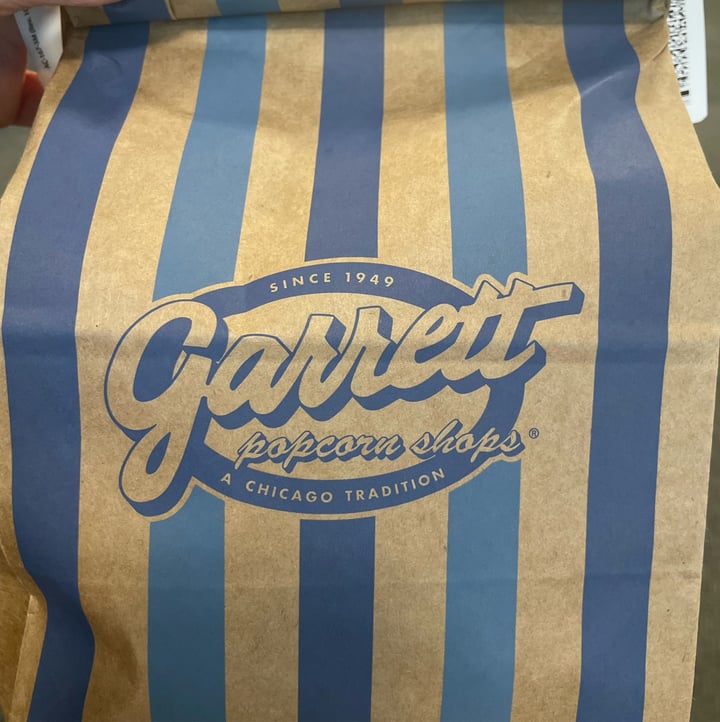 SINCE 1949
Garrett
popcorn shops®
A CHICAGO TRADITION